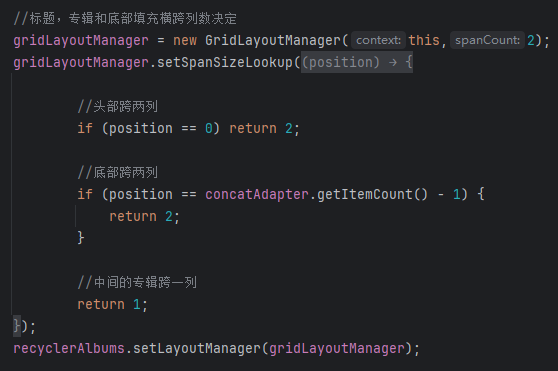 //标题，专辑和底部填充横跨列数决定
gridLayoutManager = new GridLayoutManager( context: this, spanCount: 2);
gridLayoutManager.setSpanSizeLookup((position) → {
//头部跨两列
if (position == 0) return 2;
//底部跨两列
if (position == concatAdapter.getItemCount() - 1) {
return 2;
}
//中间的专辑跨一列
return 1;
});
recyclerAlbums.setLayoutManager(gridLayoutManager);